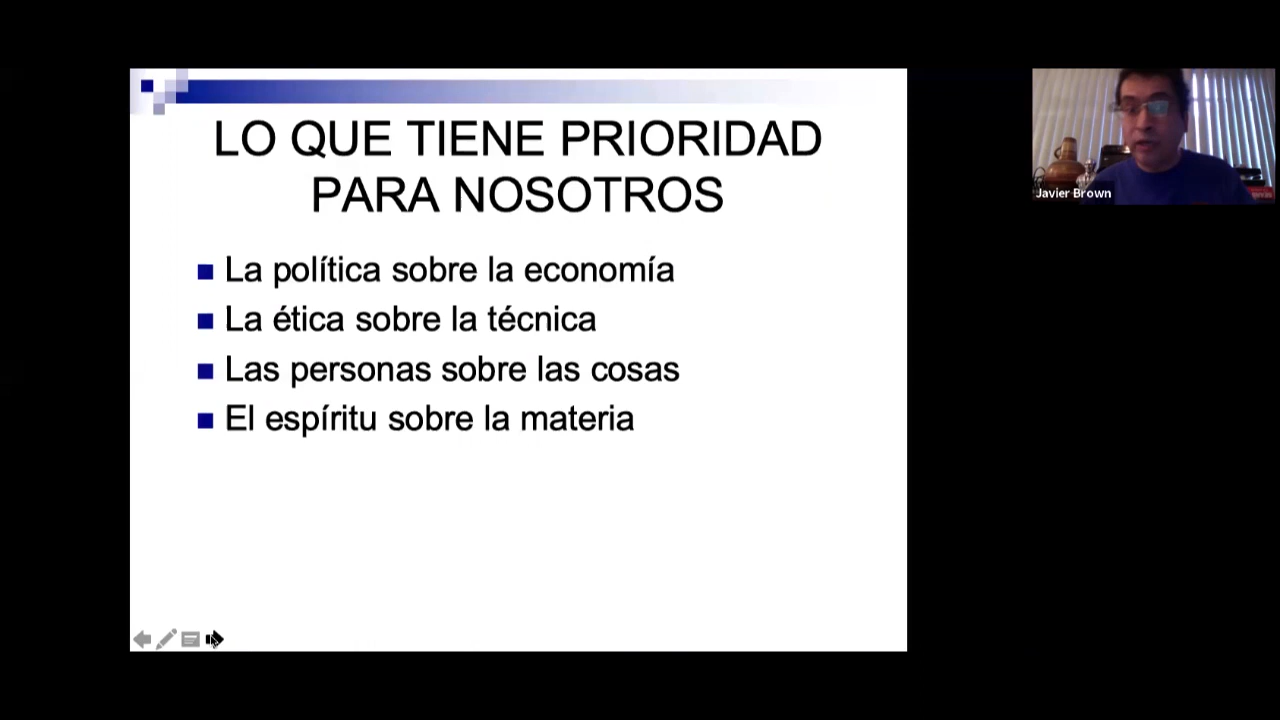 LO QUE TIENE PRIORIDAD
PARA NOSOTROS
La política sobre la economía
La ética sobre la técnica
Las personas sobre las cosas
El espíritu sobre la materia
Javier Brown